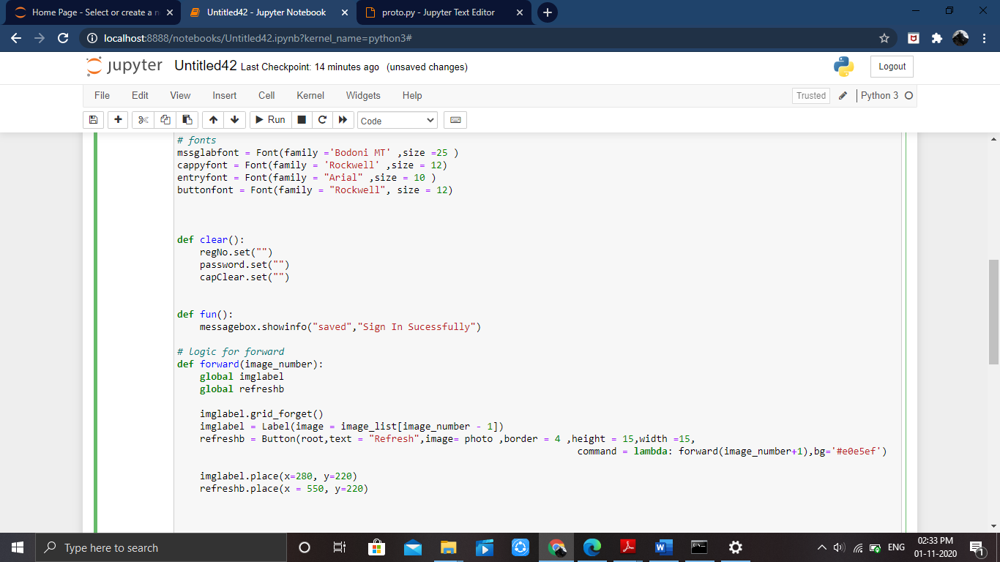 Home Page - Select or create a n
Untitled42 - Jupyter Notebook
proto.py - Jupyter Text Editor
localhost:8888/notebooks/Untitled42.ipynb?kernel_name=python3#
jupyter Untitled42 Last Checkpoint: 14 minutes ago (unsaved changes)
Logout
File Edit View Insert Cell Kernel Widgets Help
Trusted Python 3
Run Code
# fonts
mssglabfont = Font(family ='Bodoni MT' ,size =25 )
cappyfont = Font(family = 'Rockwell' ,size = 12)
entryfont = Font(family = "Arial" ,size = 10 )
buttonfont = Font(family = "Rockwell", size = 12)
def clear():
    regNo.set("")
    password.set("")
    capClear.set("")
def fun():
    messagebox.showinfo("saved","Sign In Sucessfully")
# logic for forward
def forward(image_number):
    global imglabel
    global refreshb
    imglabel.grid_forget()
    imglabel = Label(image = image_list[image_number - 1])
    refreshb = Button(root,text = "Refresh",image= photo ,border = 4 ,height = 15,width =15,
command = lambda: forward(image_number+1),bg='#e0e5ef')
    imglabel.place(x=280, y=220)
    refreshb.place(x = 550, y=220)
Type here to search
ENG
02:33 PM
01-11-2020
1